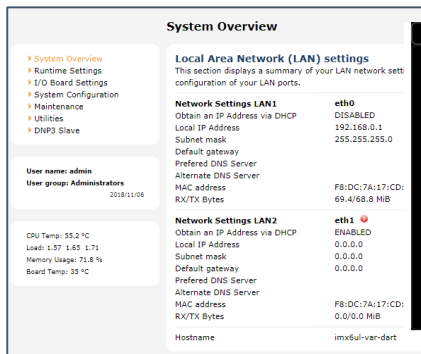 System Overview
System Overview
Runtime Settings
I/O Board Settings
System Configuration
Maintenance
Utilities
DNP3 Slave
User name: admin
User group: Administrators
2018/11/06
CPU Temp: 55.2 ºC
Load: 1.57 1.65 1.71
Memory Usage: 71.8 %
Board Temp: 35 ºC
Local Area Network (LAN) settings
This section displays a summary of your LAN network sett
configuration of your LAN ports.
Network Settings LAN1 eth0
Obtain an IP Address via DHCP DISABLED
Local IP Address 192.168.0.1
Subnet mask 255.255.255.0
Default gateway
Prefered DNS Server
Alternate DNS Server
MAC address F8:DC:7A:17:CD:
RX/TX Bytes 69.4/68.8 MiB
Network Settings LAN2 eth1
Obtain an IP Address via DHCP ENABLED
Local IP Address 0.0.0.0
Subnet mask 0.0.0.0
Default gateway 0.0.0.0
Prefered DNS Server
Alternate DNS Server
MAC address F8:DC:7A:17:CD:
RX/TX Bytes 0.0/0.0 MiB
Hostname imx6ul-var-dart